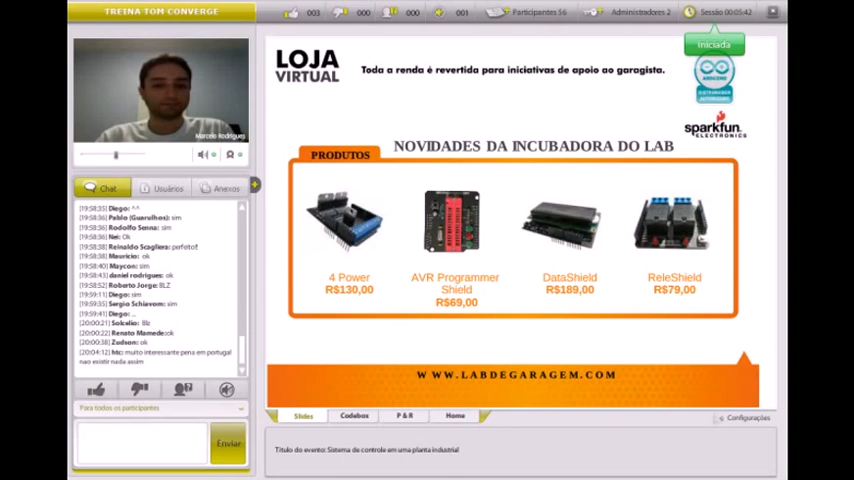 TREINA TOM CONVERGE
003
000
000
001
Participantes 56
Administradores 2
Sessão 00:05:42
Iniciada
Marcelo Rodrigues
Chat
Usuários
Anexos
[19:58:35] Diego: ^^
[19:58:36] Pablo (Guarulhos): sim
[19:58:36] Rodolfo Senna: sim
[19:58:36] Nei: Ok
[19:58:38] Reinaldo Scagliera: perfeto!!
[19:58:38] Mauricio: ok
[19:58:40] Maycon: sim
[19:58:43] daniel rodrigues: ok
[19:58:52] Roberto Jorge: BLZ
[19:59:11] Diego: sim
[19:59:35] Sergio Schiavom: sim
[19:59:41] Diego: ...
[20:00:21] Solcelio: Blz
[20:00:22] Renato Mamede: ok
[20:00:38] Zudson: ok
[20:04:12] htc: muito interessante pena em portugal
nao existir nada assim
Para todos os participantes
Enviar
LOJA
VIRTUAL
Toda a renda é revertida para iniciativas de apoio ao garagista.
ARDUINO
sparkfun
ELECTRONICS
NOVIDADES DA INCUBADORA DO LAB
PRODUTOS
4 Power
R$130,00
AVR Programmer
Shield
R$69,00
DataShield
R$189,00
ReleShield
R$79,00
WWW.LABDEGARAGEM.COM
Slides
Codebox
P & R
Home
Configurações
Título do evento: Sistema de controle em uma planta industrial